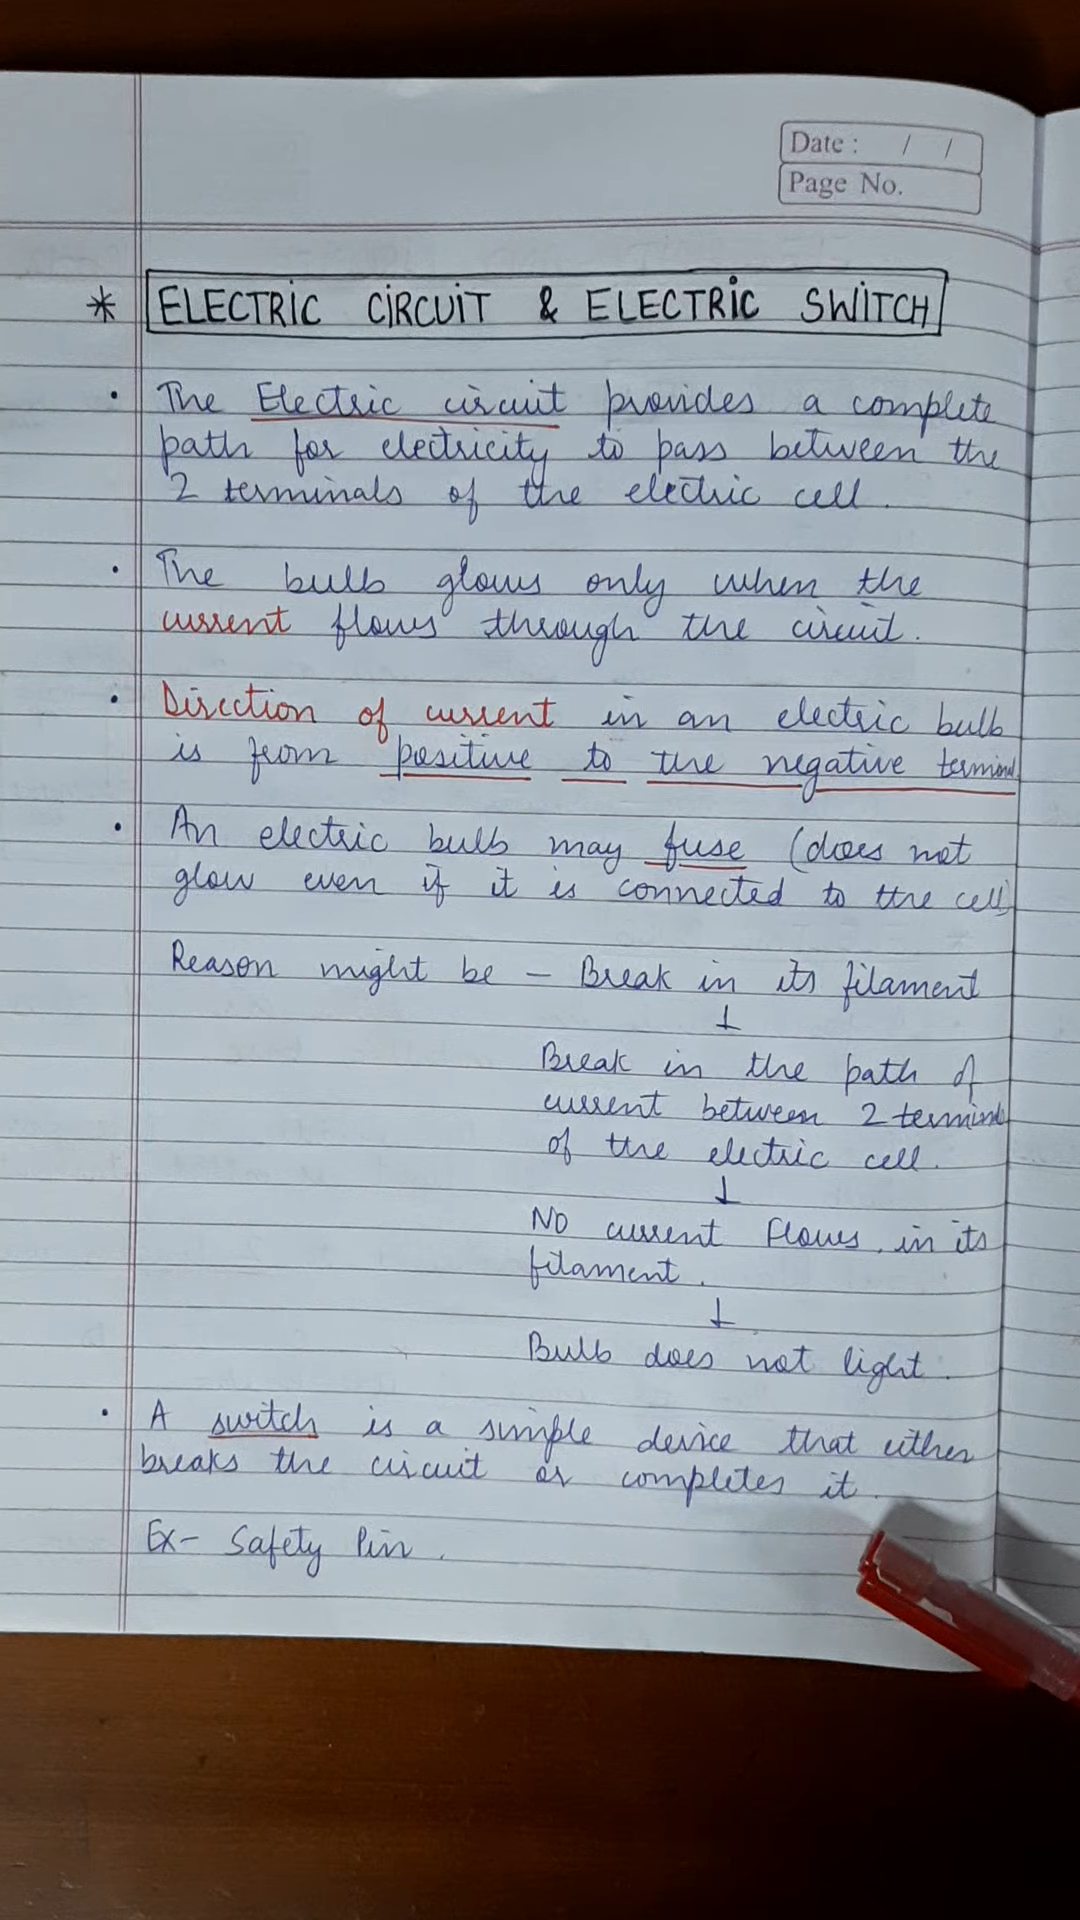 Date : / /
Page No.
* ELECTRIC CIRCUIT & ELECTRIC SWITCH
• The Electric circuit provides a complete
path for electricity to pass between the
2 terminals of the electric cell.
• The bulb glows only when the
current flows through the circuit.
• Direction of current in an electric bulb
is from positive to the negative terminal
• An electric bulb may fuse (does not
glow even if it is connected to the cell)
Reason might be – Break in its filament
↓
Break in the path of
current between 2 terminals
of the electric cell.
↓
No current flows in its
filament.
↓
Bulb does not light.
• A switch is a simple device that either
breaks the circuit or completes it.
Ex- Safety Pin.